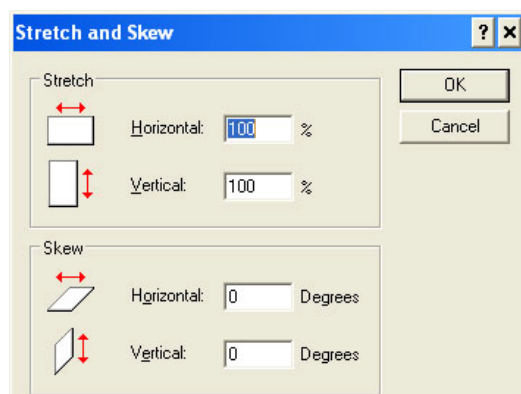 Stretch and Skew ? ×
Stretch
OK
Horizontal: 100 %
Cancel
Vertical: 100 %
Skew
Horizontal: 0 Degrees
Vertical: 0 Degrees